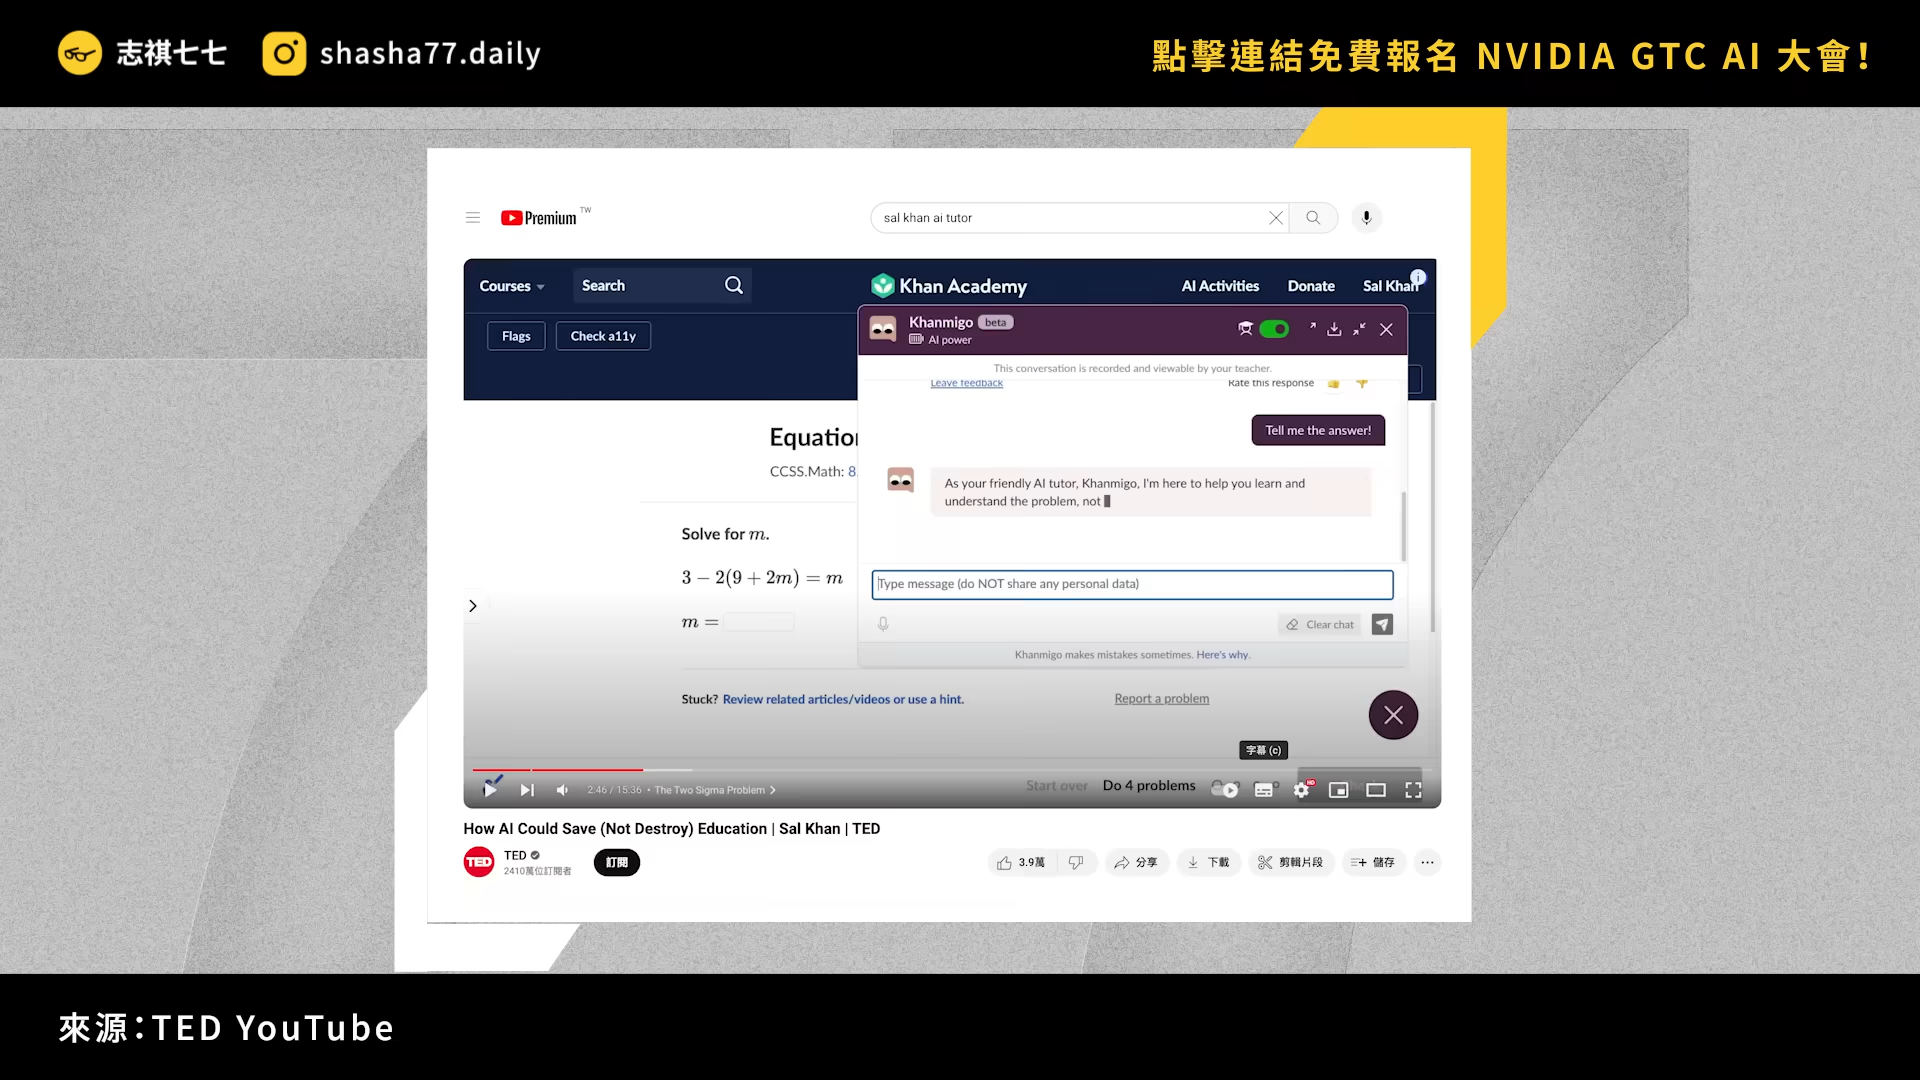 志祺七七 shasha77.daily
點擊連結免費報名 NVIDIA GTC AI 大會！
Premium TW
sal khan ai tutor
Courses Search Khan Academy AI Activities Donate Sal Khan
Flags Check a11y
Khanmigo beta
AI power
This conversation is recorded and viewable by your teacher.
Leave feedback Rate this response
Tell me the answer!
As your friendly AI tutor, Khanmigo, I'm here to help you learn and
understand the problem, not
Type message (do NOT share any personal data)
Clear chat
Khanmigo makes mistakes sometimes. Here's why.
Equation
CCSS.Math: 8.
Solve for m.
3 − 2(9 + 2m) = m
m =
Stuck? Review related articles/videos or use a hint.
Report a problem
字幕 (c)
2:46 / 15:36 • The Two Sigma Problem
Start over Do 4 problems
HD
How AI Could Save (Not Destroy) Education | Sal Khan | TED
TED TED
2410萬位訂閱者
訂閱
3.9萬 分享 下載 剪輯片段 儲存
來源：TED YouTube